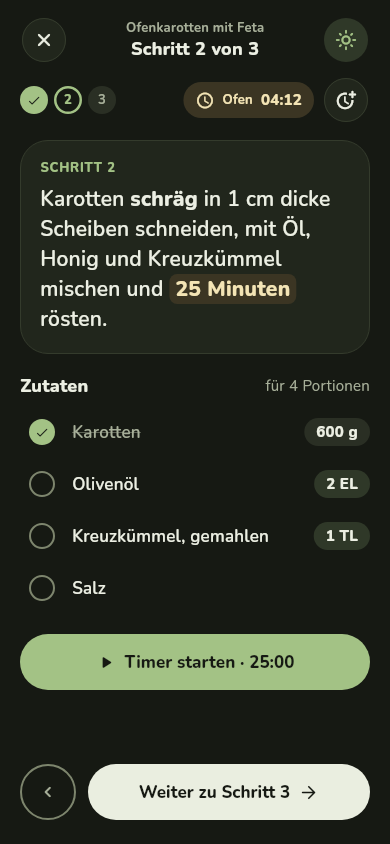 Ofenkarotten mit Feta
Schritt 2 von 3
2
3
Ofen 04:12
SCHRITT 2
Karotten schräg in 1 cm dicke
Scheiben schneiden, mit Öl,
Honig und Kreuzkümmel
mischen und 25 Minuten
rösten.
Zutaten
für 4 Portionen
Karotten
600 g
Olivenöl
2 EL
Kreuzkümmel, gemahlen
1 TL
Salz
Timer starten · 25:00
Weiter zu Schritt 3